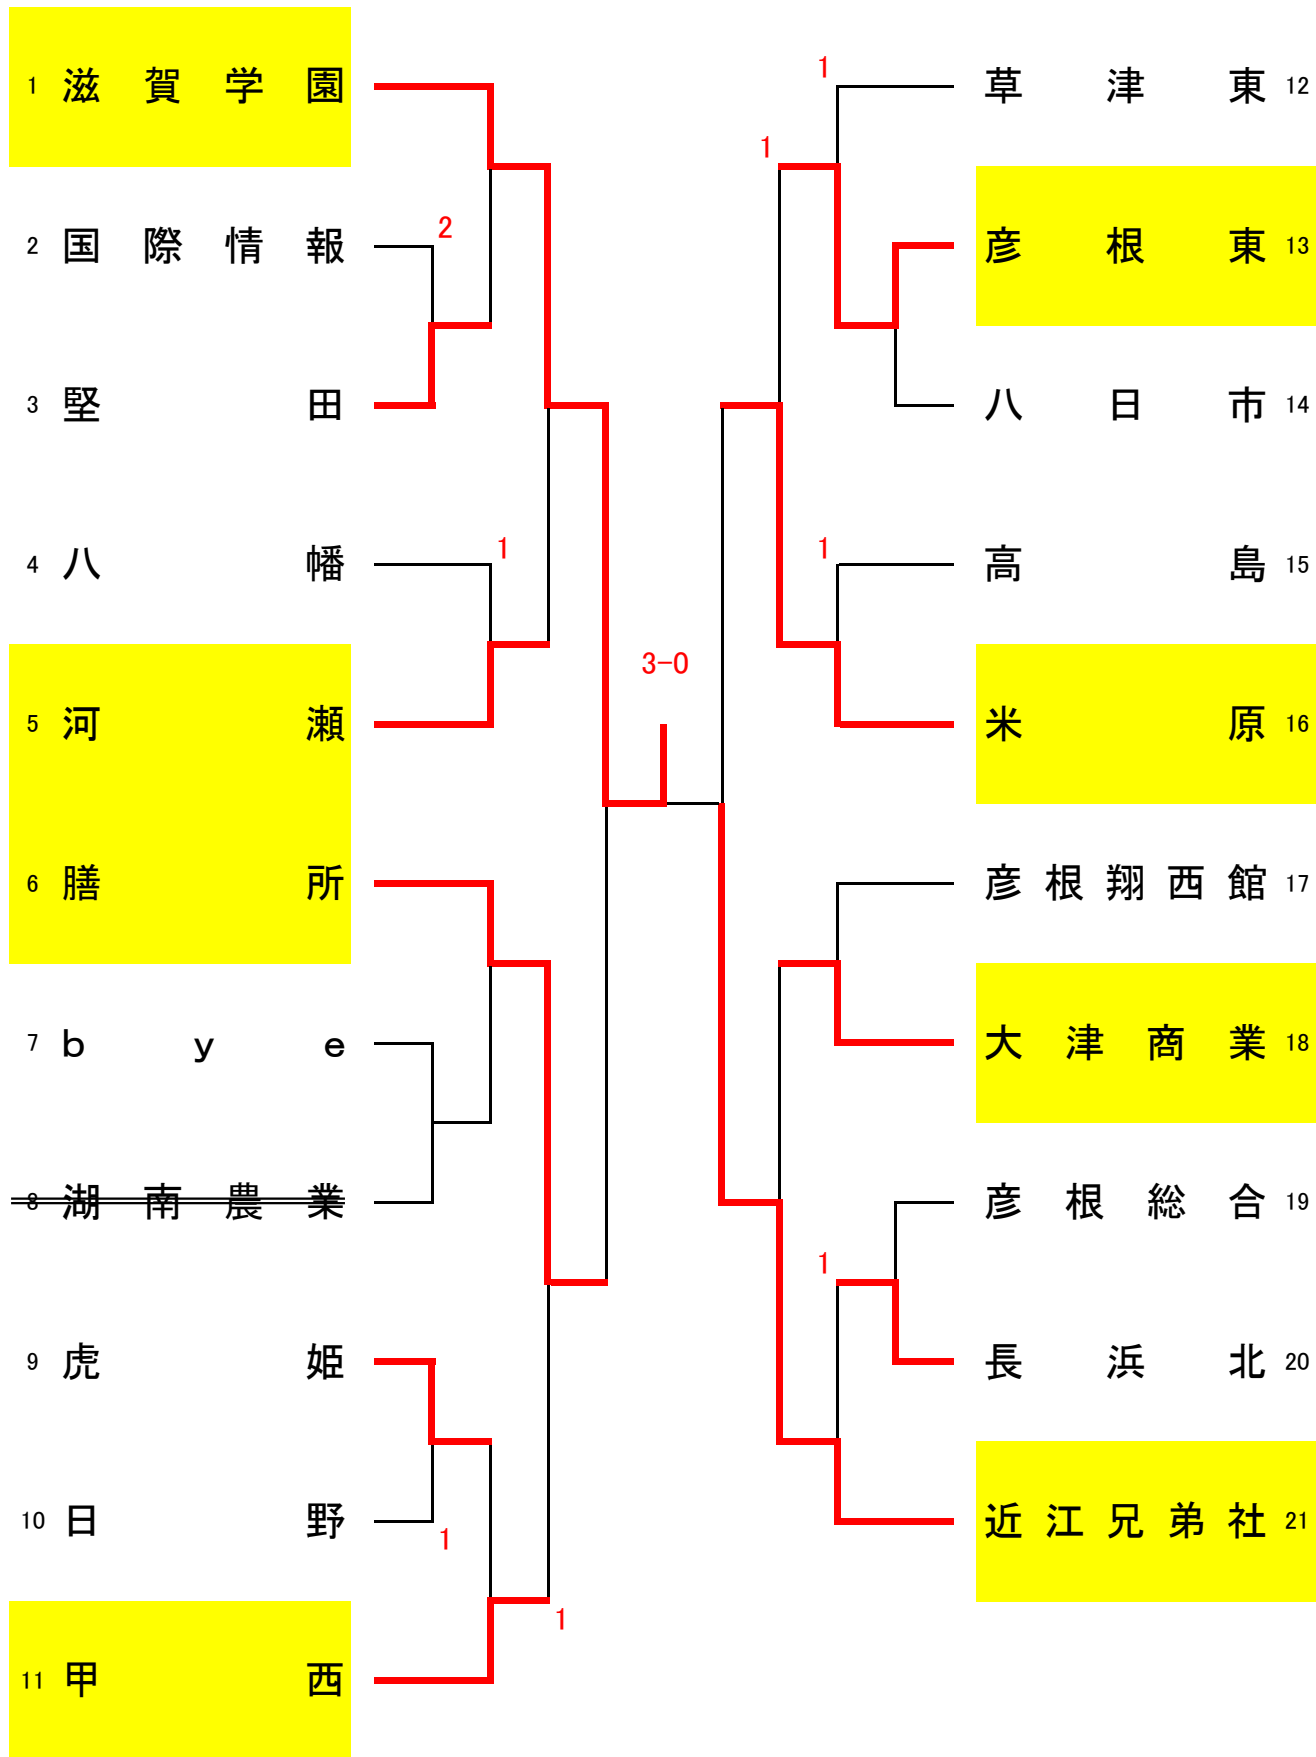 1 滋賀学園
2 国際情報
2
3 堅田
4 八幡
1
5 河瀬
6 膳所
7 ｂｙｅ
8 湖南農業
9 虎姫
10 日野
1
11 甲西
1
3-0
1
草津東 12
1
彦根東 13
八日市 14
1
高島 15
米原 16
彦根翔西館 17
大津商業 18
彦根総合 19
1
長浜北 20
近江兄弟社 21